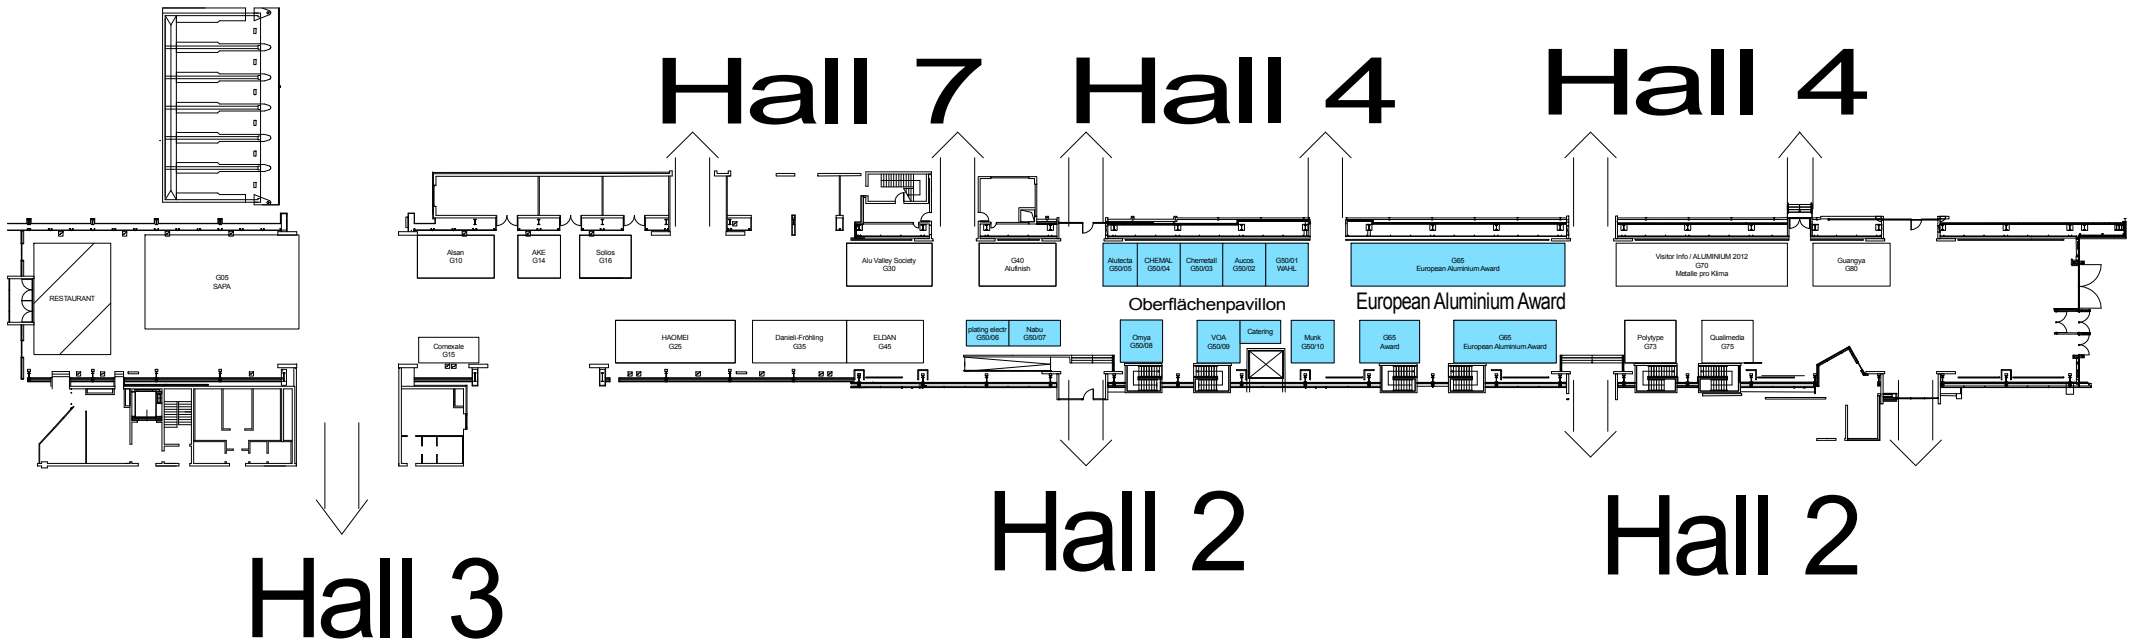 Hall 7
Hall 4
Hall 4
RESTAURANT
G05
SAPA
Alsan
G10
AKE
G14
Solios
G16
Alu Valley Society
G30
G40
Alufinish
Alutecta
G50/05
CHEMAL
G50/04
Chemetall
G50/03
Aucos
G50/02
G50/01
WAHL
G65
European Aluminium Award
Visitor Info / ALUMINIUM 2012
G70
Metalle pro Klima
Guangya
G80
Oberflächenpavillon
European Aluminium Award
Comexale
G15
HAOMEI
G25
Danieli-Fröhling
G35
ELDAN
G45
plating electr
G50/06
Nabu
G50/07
Omya
G50/08
VOA
G50/09
Catering
Munk
G50/10
G65
Award
G65
European Aluminium Award
Polytype
G73
Qualimedia
G75
Hall 3
Hall 2
Hall 2